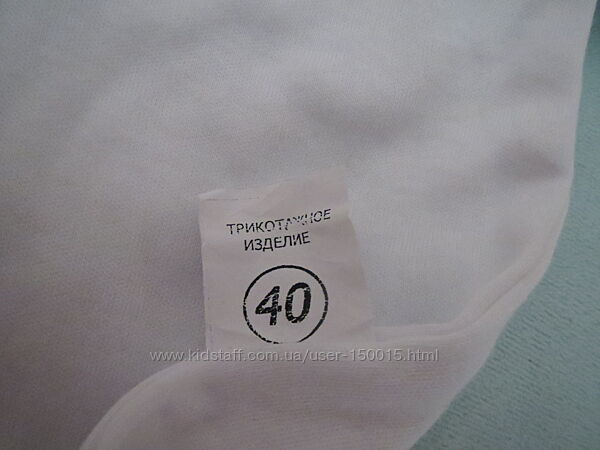 ТРИКОТАЖНОЕ
ИЗДЕЛИЕ
40
www.kidstaff.com.ua/user-150015.html